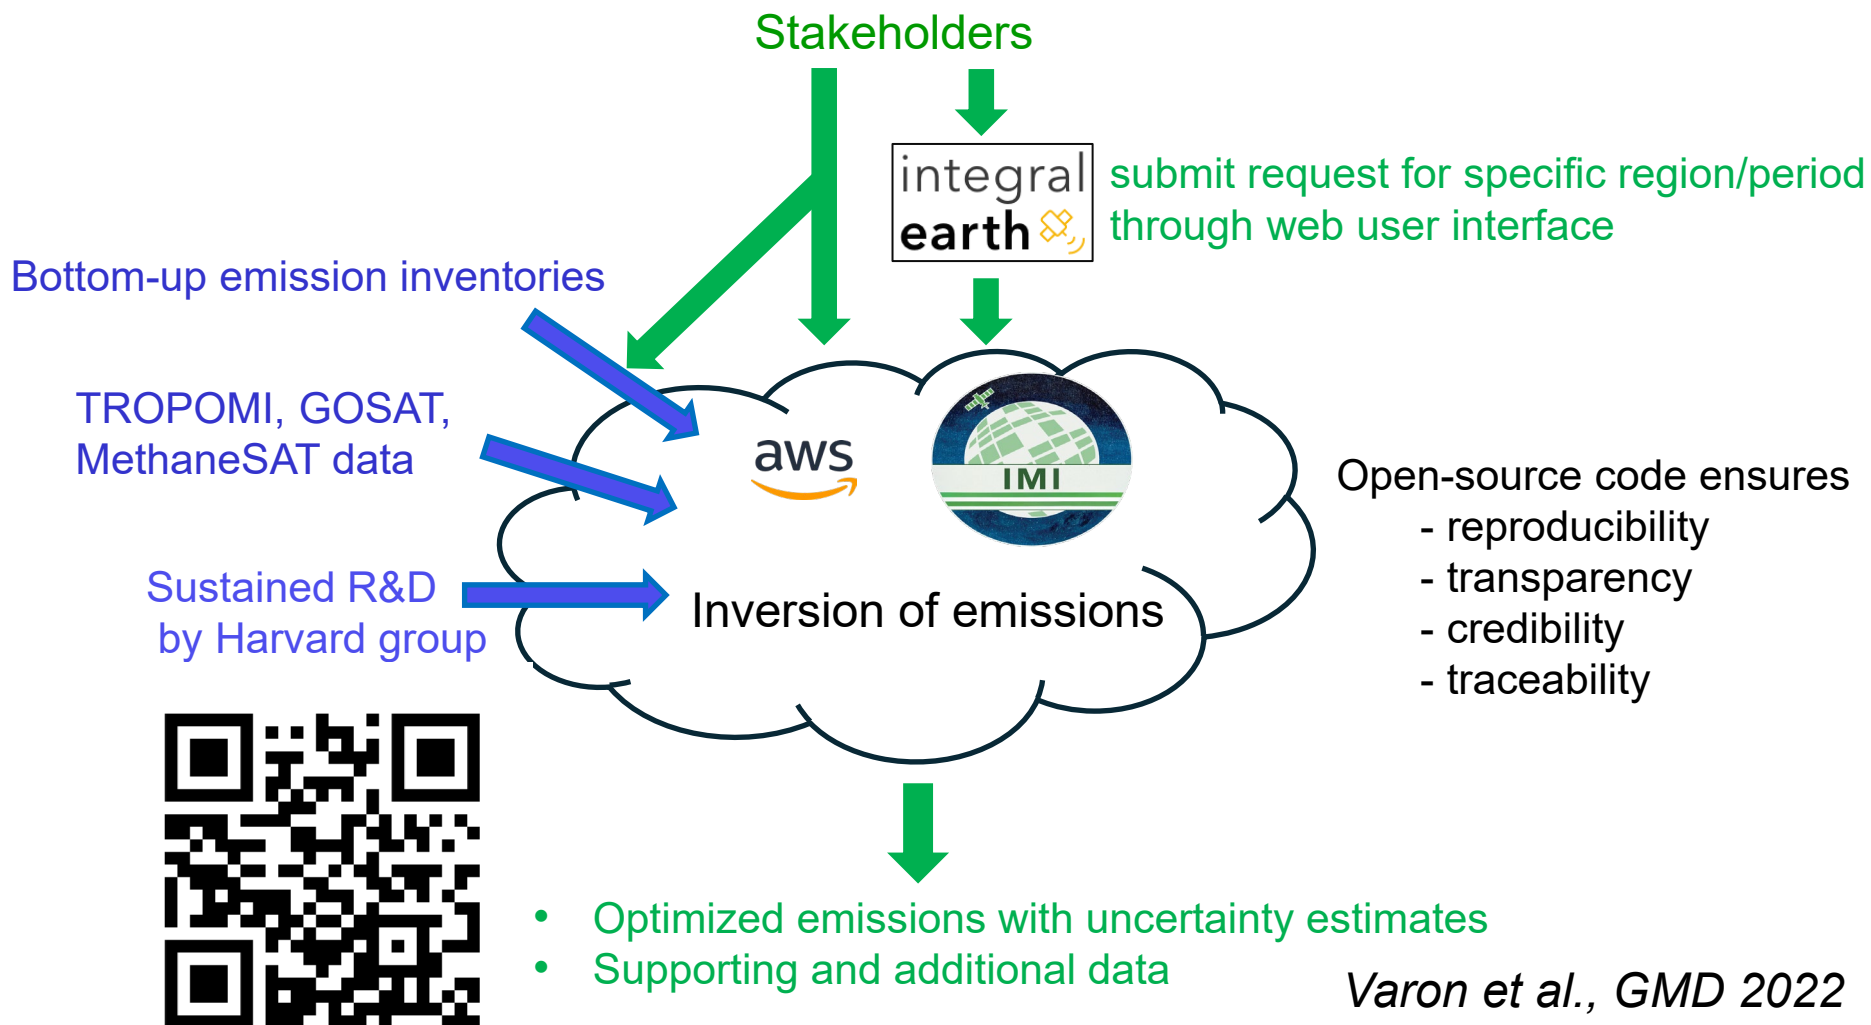 Stakeholders
integral
earth
submit request for specific region/period
through web user interface
Bottom-up emission inventories
TROPOMI, GOSAT,
MethaneSAT data
aws
IMI
Open-source code ensures
- reproducibility
- transparency
- credibility
- traceability
Sustained R&D
by Harvard group
Inversion of emissions
• Optimized emissions with uncertainty estimates
• Supporting and additional data
Varon et al., GMD 2022